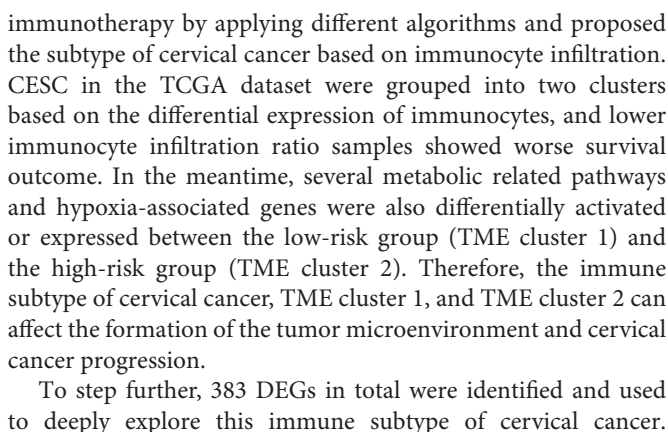 immunotherapy by applying different algorithms and proposed
the subtype of cervical cancer based on immunocyte infiltration.
CESC in the TCGA dataset were grouped into two clusters
based on the differential expression of immunocytes, and lower
immunocyte infiltration ratio samples showed worse survival
outcome. In the meantime, several metabolic related pathways
and hypoxia-associated genes were also differentially activated
or expressed between the low-risk group (TME cluster 1) and
the high-risk group (TME cluster 2). Therefore, the immune
subtype of cervical cancer, TME cluster 1, and TME cluster 2 can
affect the formation of the tumor microenvironment and cervical
cancer progression.
To step further, 383 DEGs in total were identified and used
to deeply explore this immune subtype of cervical cancer.